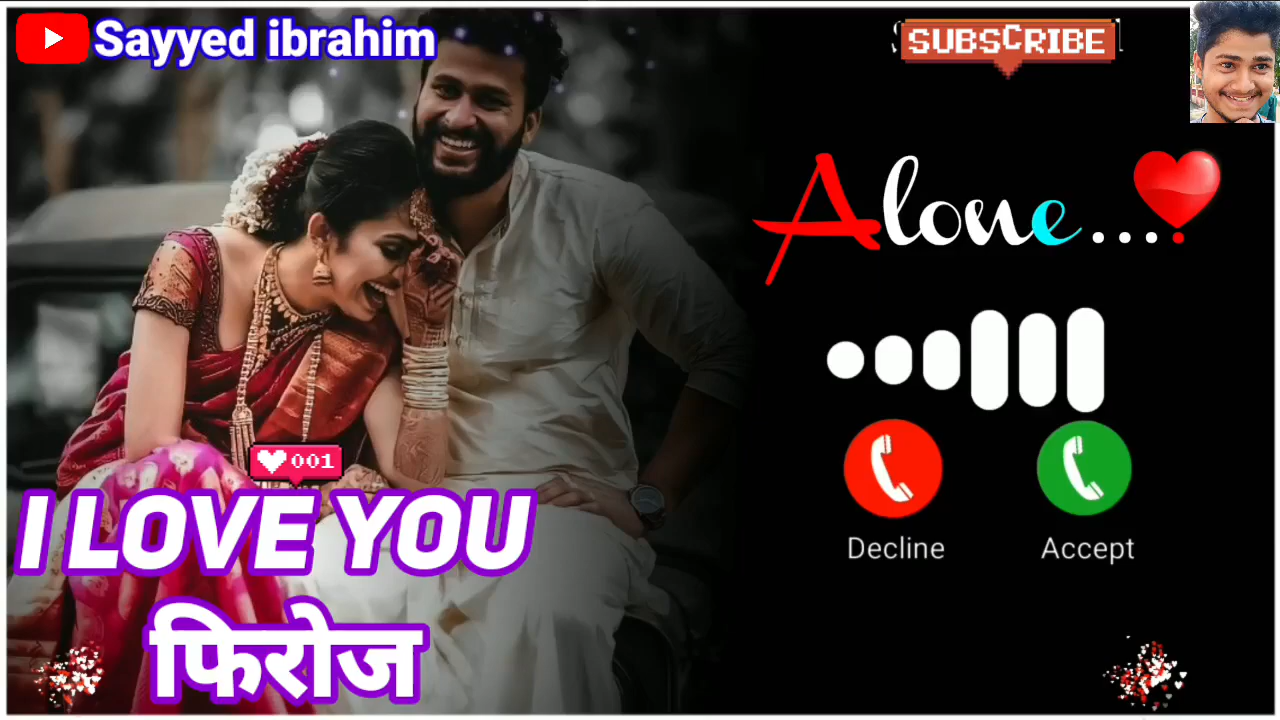 Sayyed ibrahim
SUBSCRIBE
Alone....
001
Decline
Accept
I LOVE YOU
फिरोज